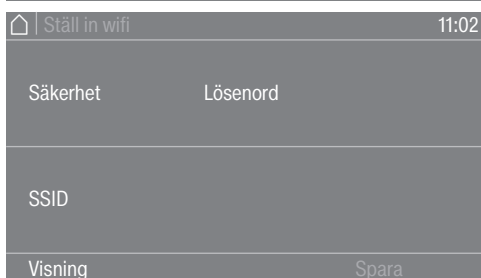 Ställ in wifi 11:02
Säkerhet Lösenord
SSID
Visning Spara